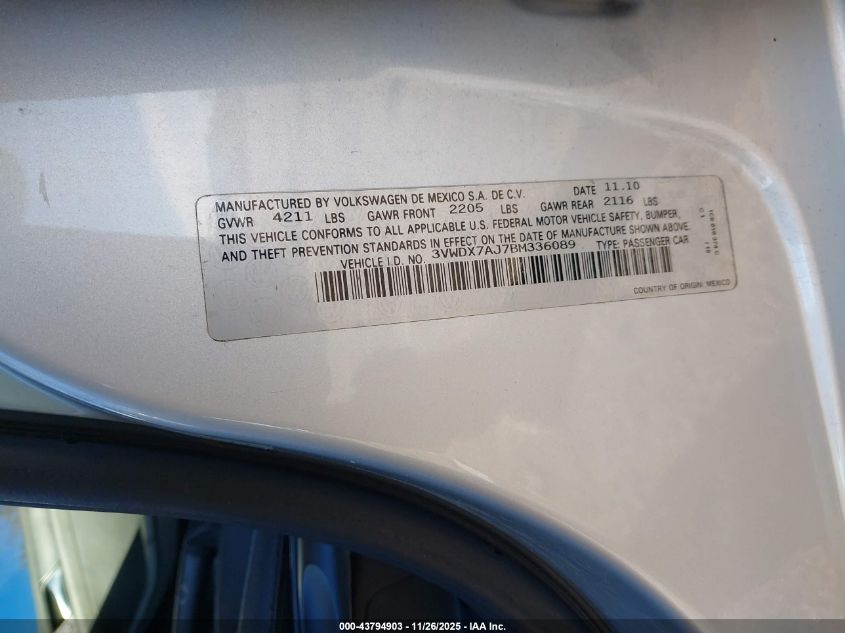 MANUFACTURED BY VOLKSWAGEN DE MEXICO S.A. DE C.V. DATE 11.10
GVWR 4211 LBS GAWR FRONT 2205 LBS GAWR REAR 2116 LBS
THIS VEHICLE CONFORMS TO ALL APPLICABLE U.S. FEDERAL MOTOR VEHICLE SAFETY, BUMPER,
AND THEFT PREVENTION STANDARDS IN EFFECT ON THE DATE OF MANUFACTURE SHOWN ABOVE.
VEHICLE I.D. NO. 3VWDX7AJ7BM336089 TYPE: PASSENGER CAR
COUNTRY OF ORIGIN: MEXICO
000-43794903 - 11/26/2025 - IAA Inc.